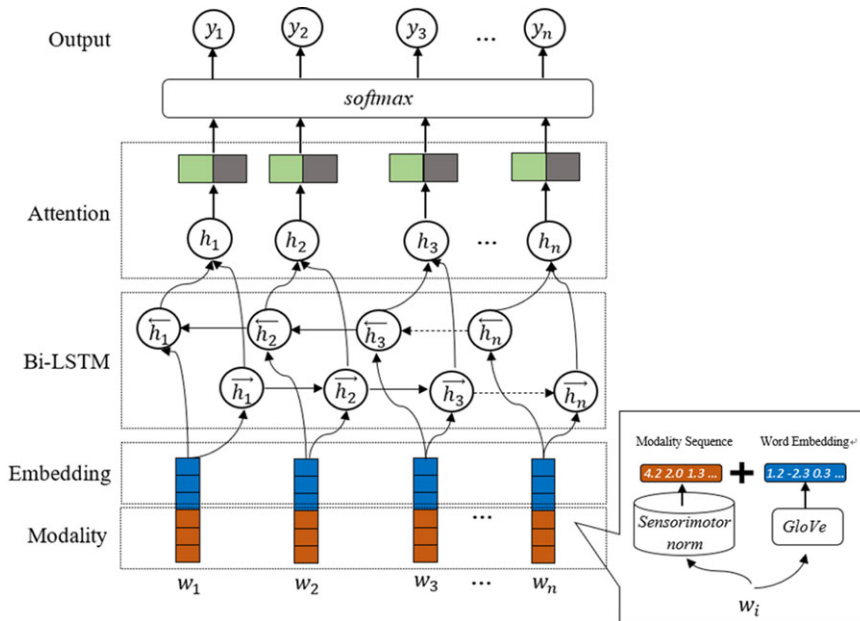 Output y₁ y₂ y₃ ... yₙ
softmax
Attention h₁ h₂ h₃ ... hₙ
←h₁ ←h₂ ←h₃ ←hₙ
Bi-LSTM
→h₁ →h₂ →h₃ →hₙ
Embedding
Modality ...
w₁ w₂ w₃ ... wₙ
Modality Sequence Word Embedding↵
4.2 2.0 1.3 ... + 1.2 -2.3 0.3 ...
Sensorimotor
norm
GloVe
wᵢ